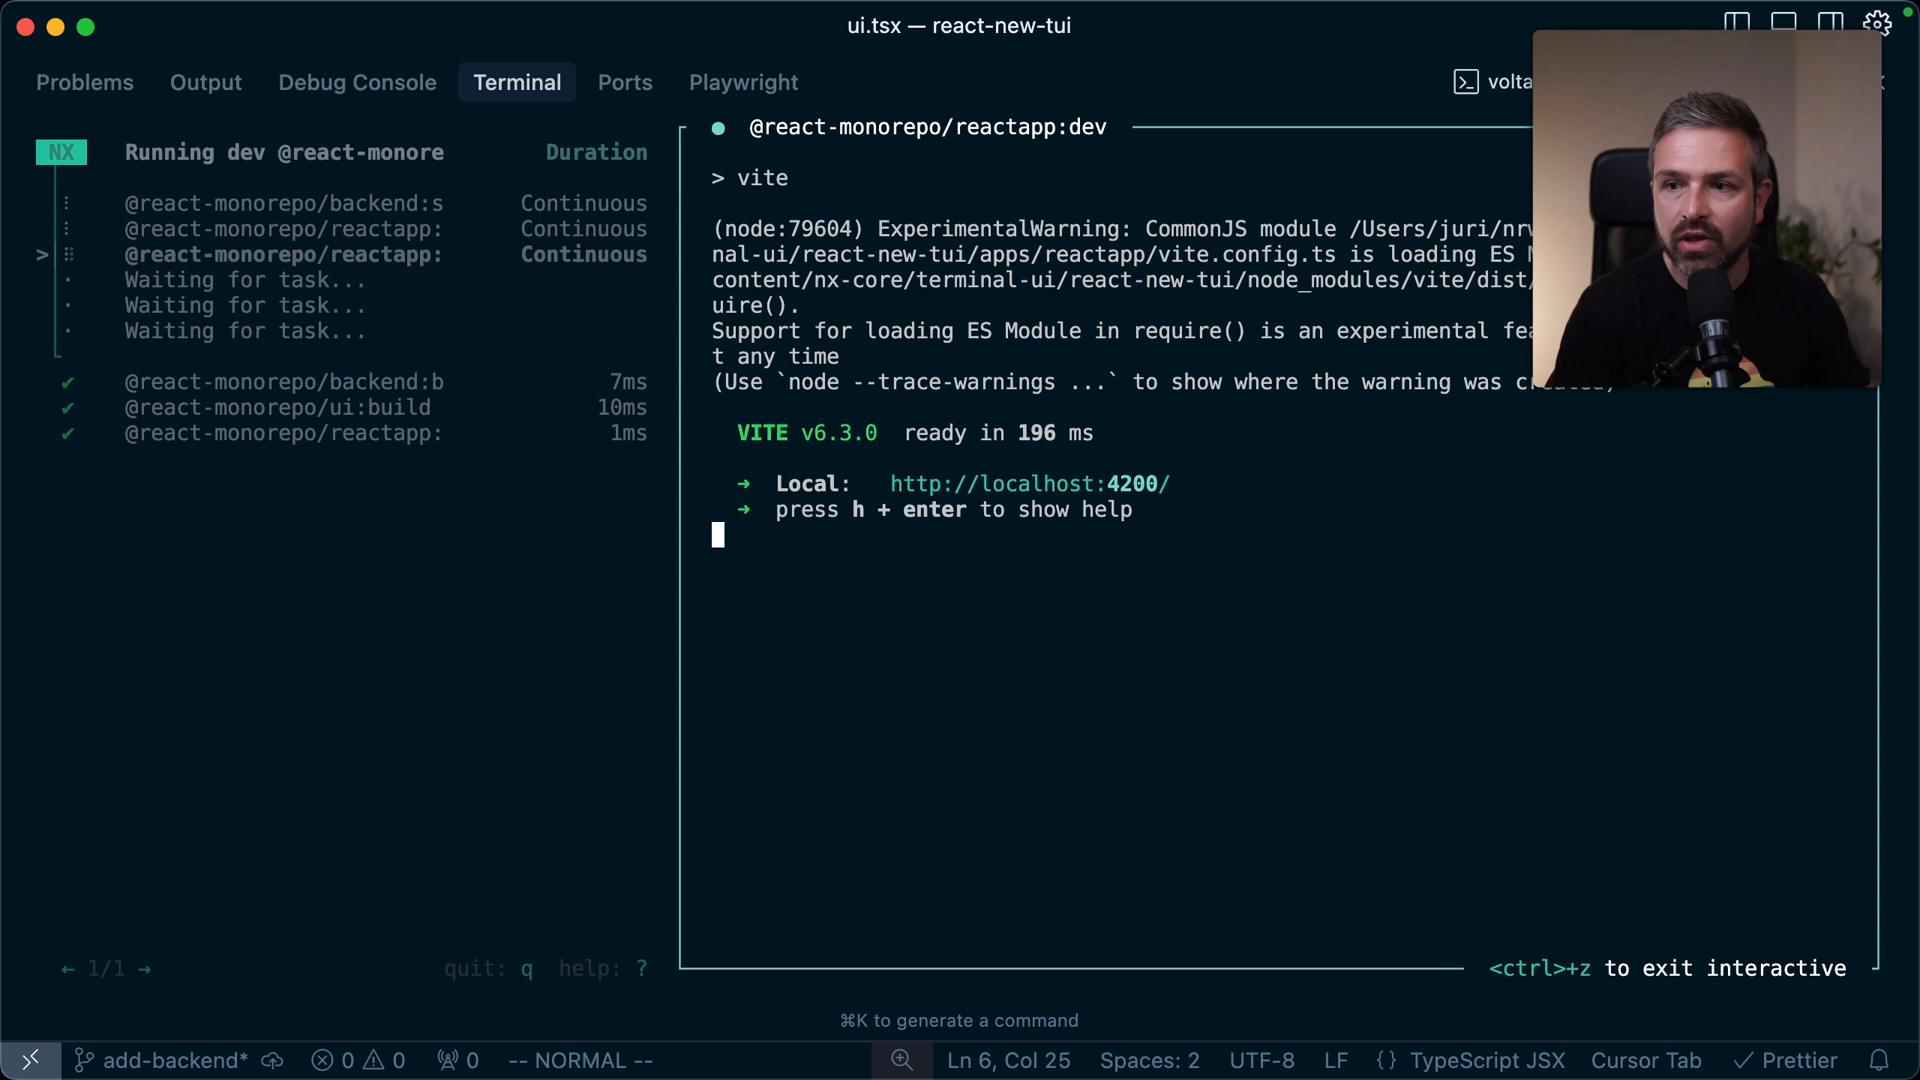 ui.tsx — react-new-tui
Problems Output Debug Console Terminal Ports Playwright volta
NX Running dev @react-monore Duration
@react-monorepo/backend:s Continuous
@react-monorepo/reactapp: Continuous
> @react-monorepo/reactapp: Continuous
Waiting for task...
Waiting for task...
Waiting for task...
✔ @react-monorepo/backend:b 7ms
✔ @react-monorepo/ui:build 10ms
✔ @react-monorepo/reactapp: 1ms
← 1/1 → quit: q help: ?
@react-monorepo/reactapp:dev
> vite
(node:79604) ExperimentalWarning: CommonJS module /Users/juri/nrw
nal-ui/react-new-tui/apps/reactapp/vite.config.ts is loading ES
content/nx-core/terminal-ui/react-new-tui/node_modules/vite/dist/
uire().
Support for loading ES Module in require() is an experimental fea
t any time
(Use `node --trace-warnings ...` to show where the warning was created)
VITE v6.3.0 ready in 196 ms
➜ Local: http://localhost:4200/
➜ press h + enter to show help
<ctrl>+z to exit interactive
⌘K to generate a command
add-backend* 0 0 0 -- NORMAL -- Ln 6, Col 25 Spaces: 2 UTF-8 LF {} TypeScript JSX Cursor Tab ✓ Prettier